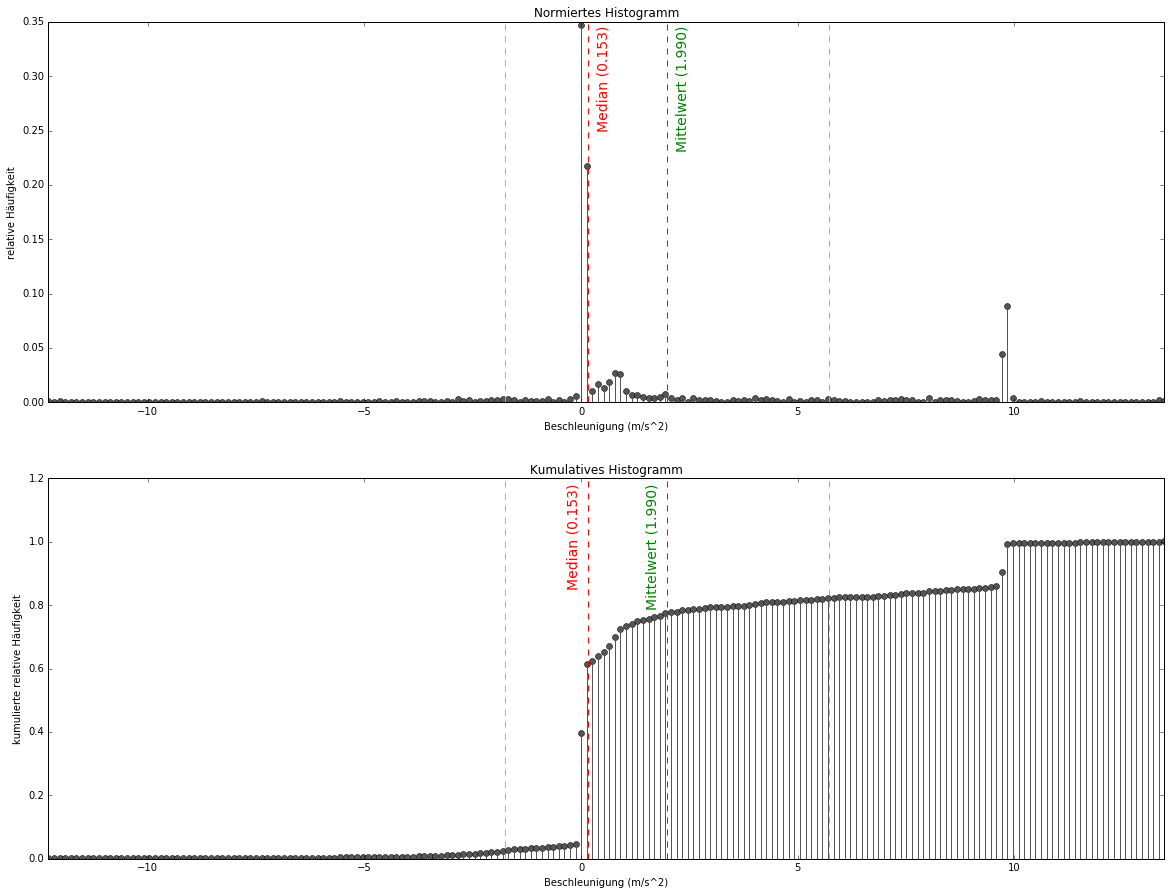 Normiertes Histogramm
0.35
0.30
0.25
0.20
0.15
0.10
0.05
0.00
relative Häufigkeit
Median (0.153)
Mittelwert (1.990)
−10
−5
0
5
10
Beschleunigung (m/s^2)
Kumulatives Histogramm
1.2
1.0
0.8
0.6
0.4
0.2
0.0
kumulierte relative Häufigkeit
Median (0.153)
Mittelwert (1.990)
−10
−5
0
5
10
Beschleunigung (m/s^2)